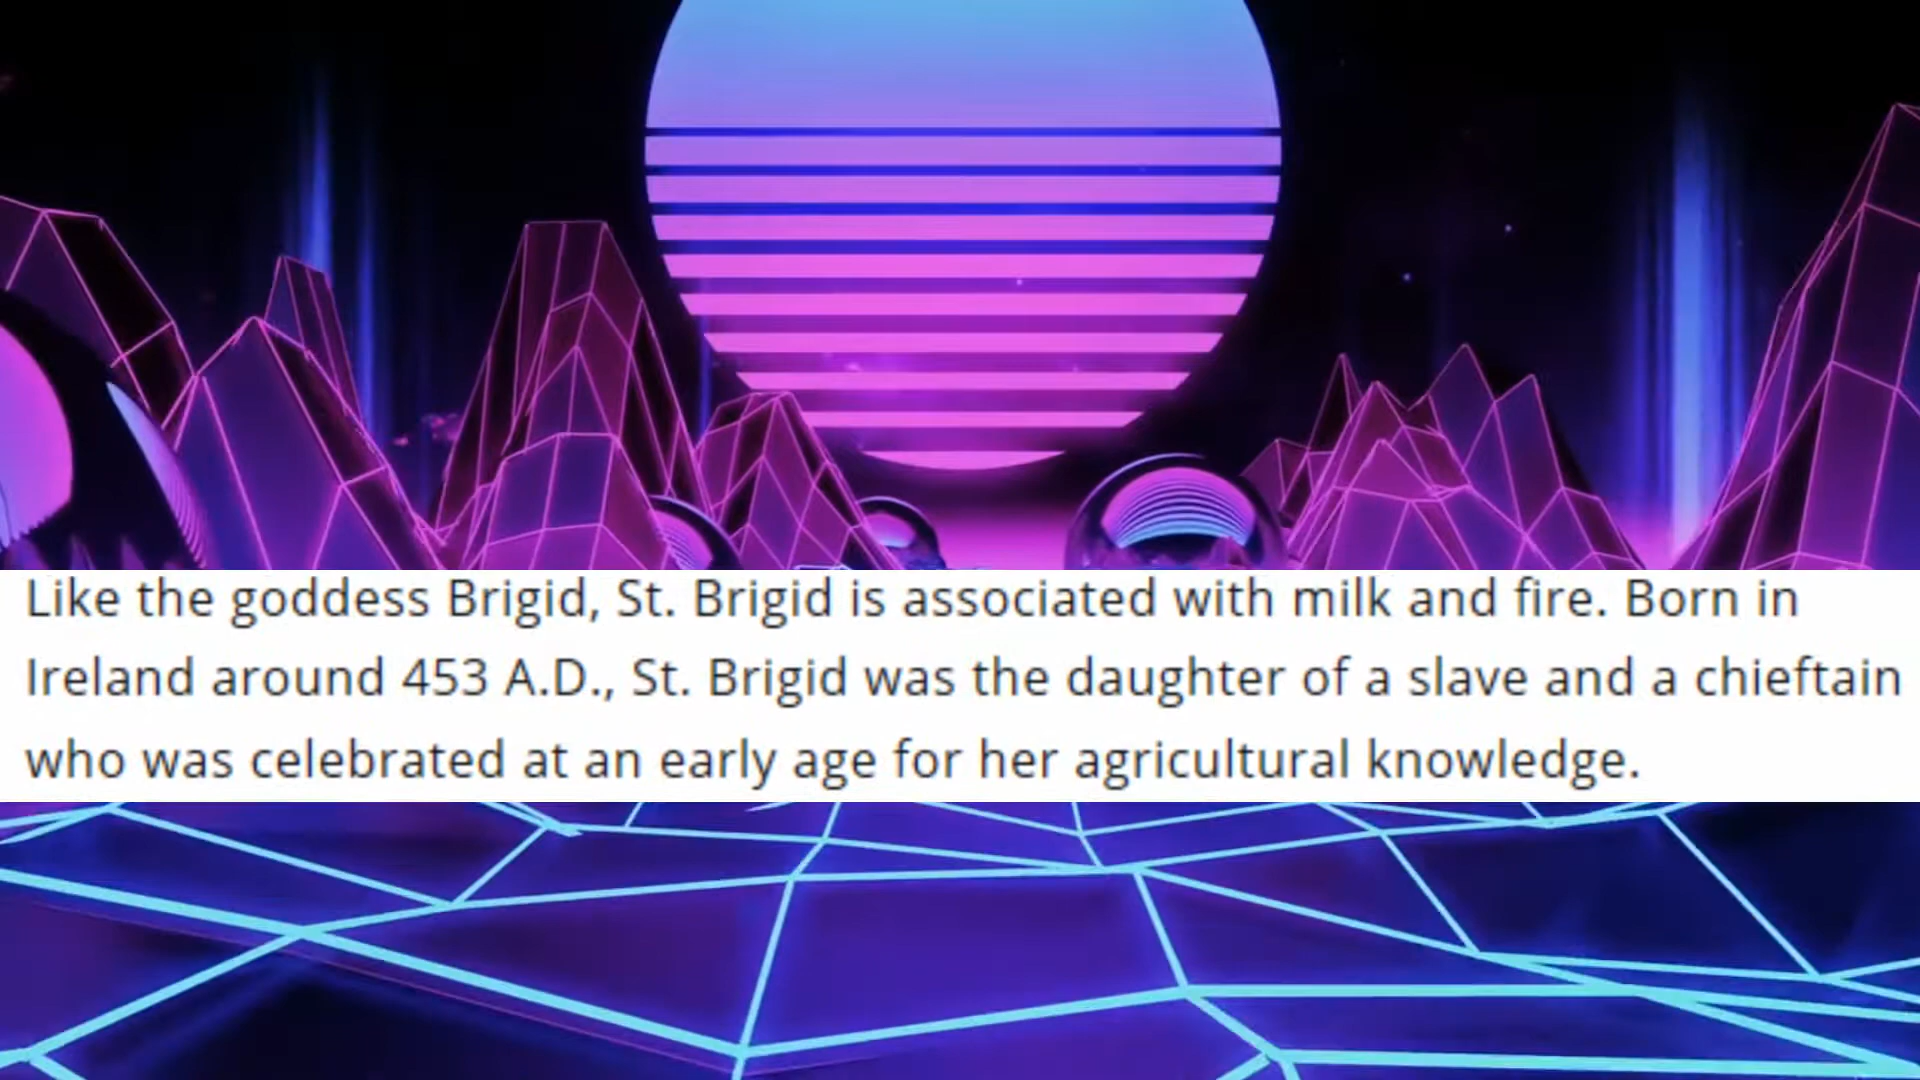 Like the goddess Brigid, St. Brigid is associated with milk and fire. Born in
Ireland around 453 A.D., St. Brigid was the daughter of a slave and a chieftain
who was celebrated at an early age for her agricultural knowledge.